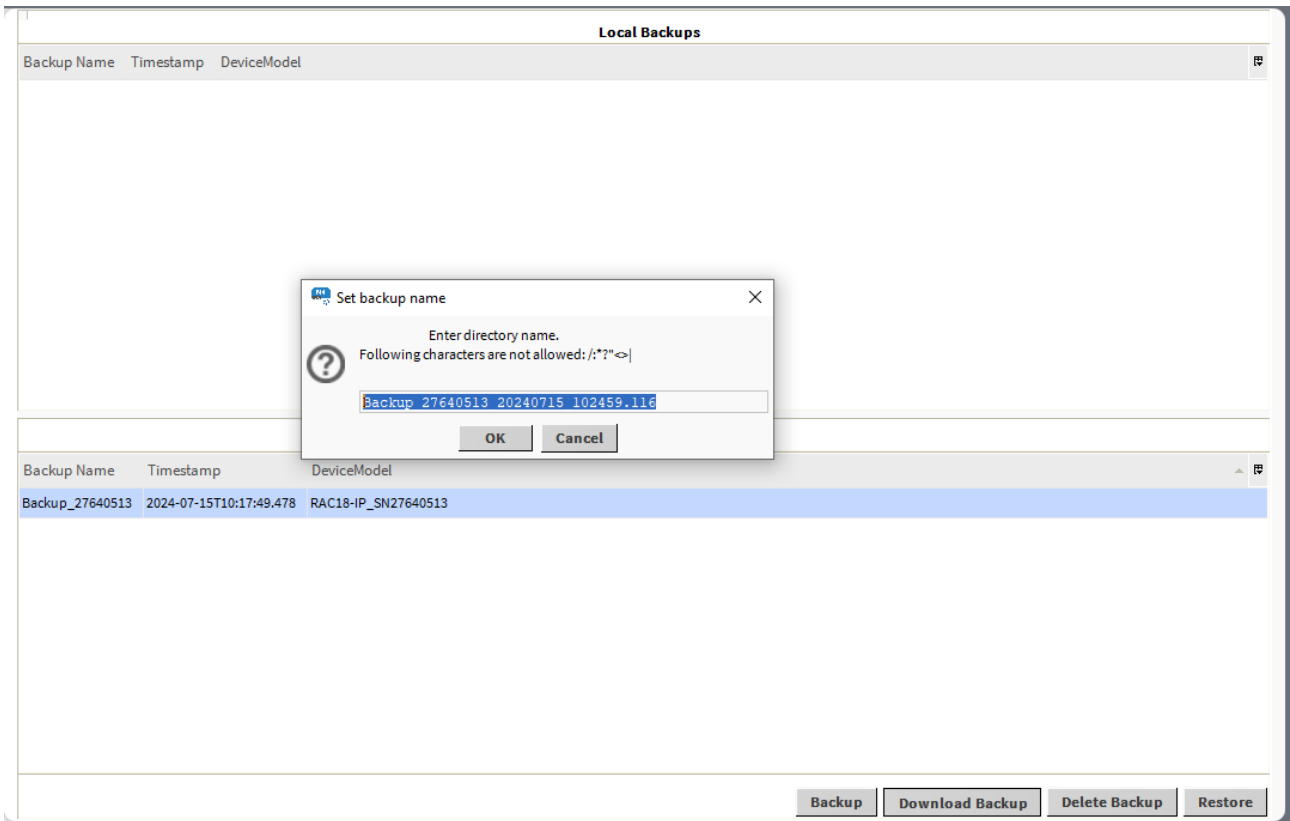 Local Backups
Backup Name Timestamp DeviceModel
Set backup name
Enter directory name.
Following characters are not allowed: /:*?"<>|
Backup_27640513_20240715_102459.116
OK Cancel
Backup Name Timestamp DeviceModel
Backup_27640513 2024-07-15T10:17:49.478 RAC18-IP_SN27640513
Backup Download Backup Delete Backup Restore